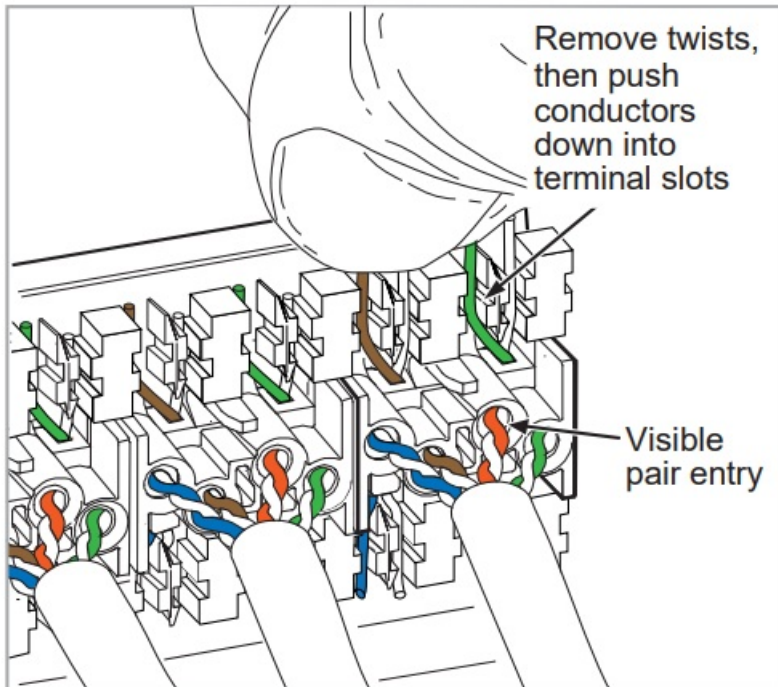 Remove twists,
then push
conductors
down into
terminal slots
Visible
pair entry